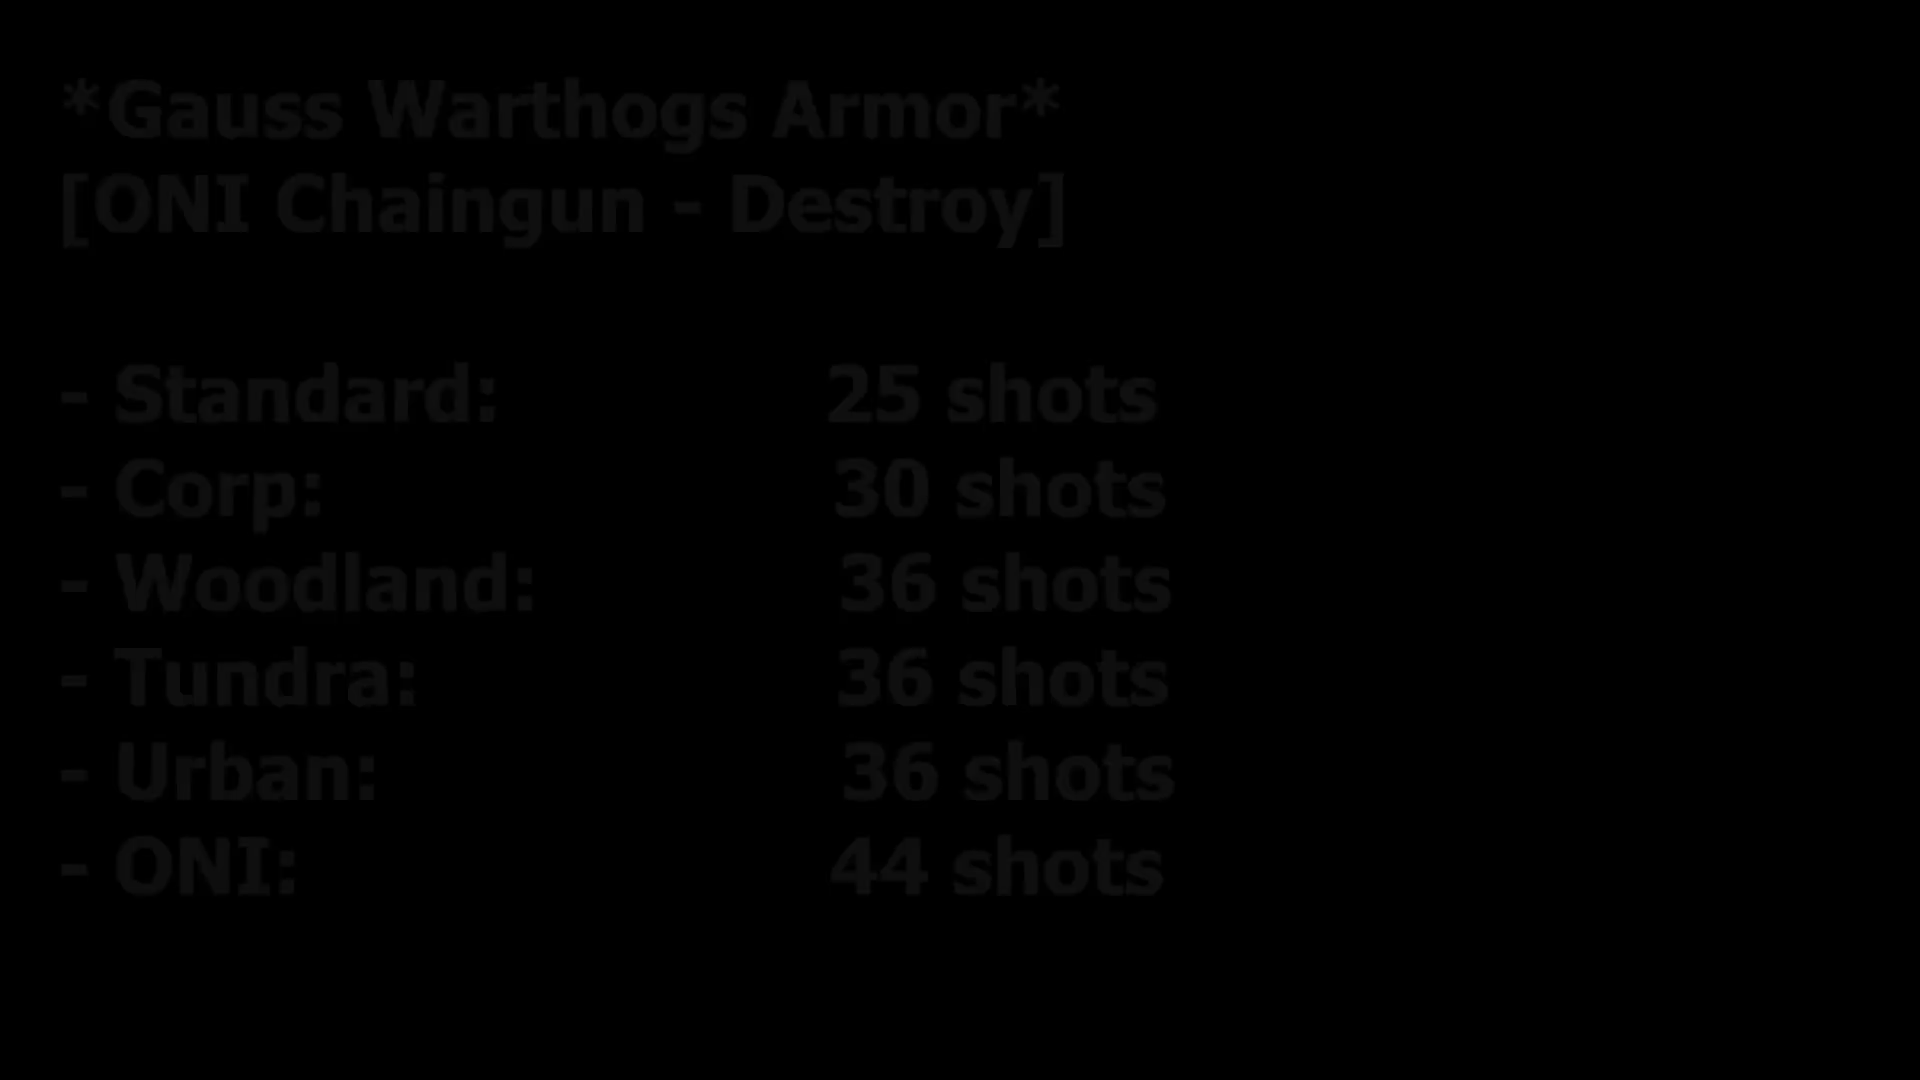 *Gauss Warthogs Armor*
[ONI Chaingun - Destroy]
- Standard: 25 shots
- Corp: 30 shots
- Woodland: 36 shots
- Tundra: 36 shots
- Urban: 36 shots
- ONI: 44 shots